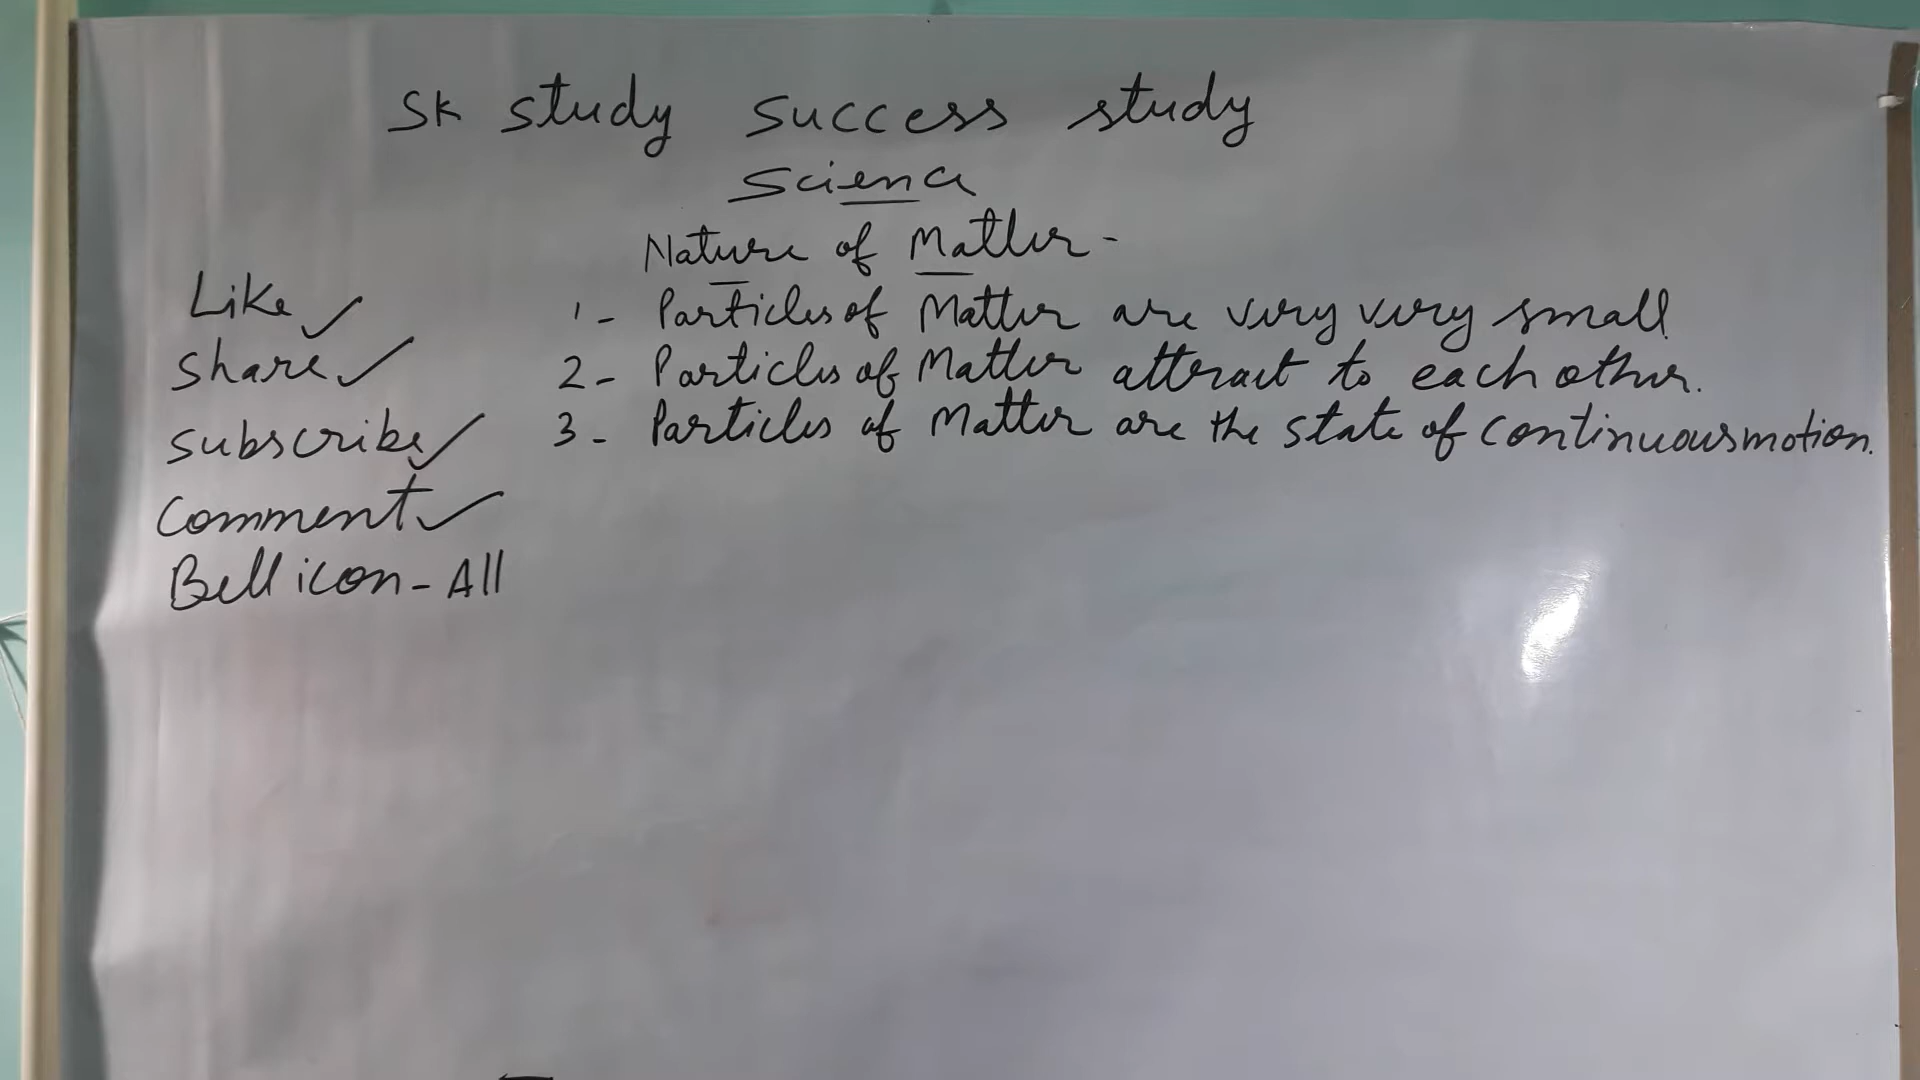 SK study success study
Science
Nature of Matter-
Like ✓
Share ✓
Subscribe ✓
Comment ✓
Bell icon - All
1- Particles of Matter are very very small.
2- Particles of Matter atteract to each other.
3- Particles of Matter are the state of continuous motion.